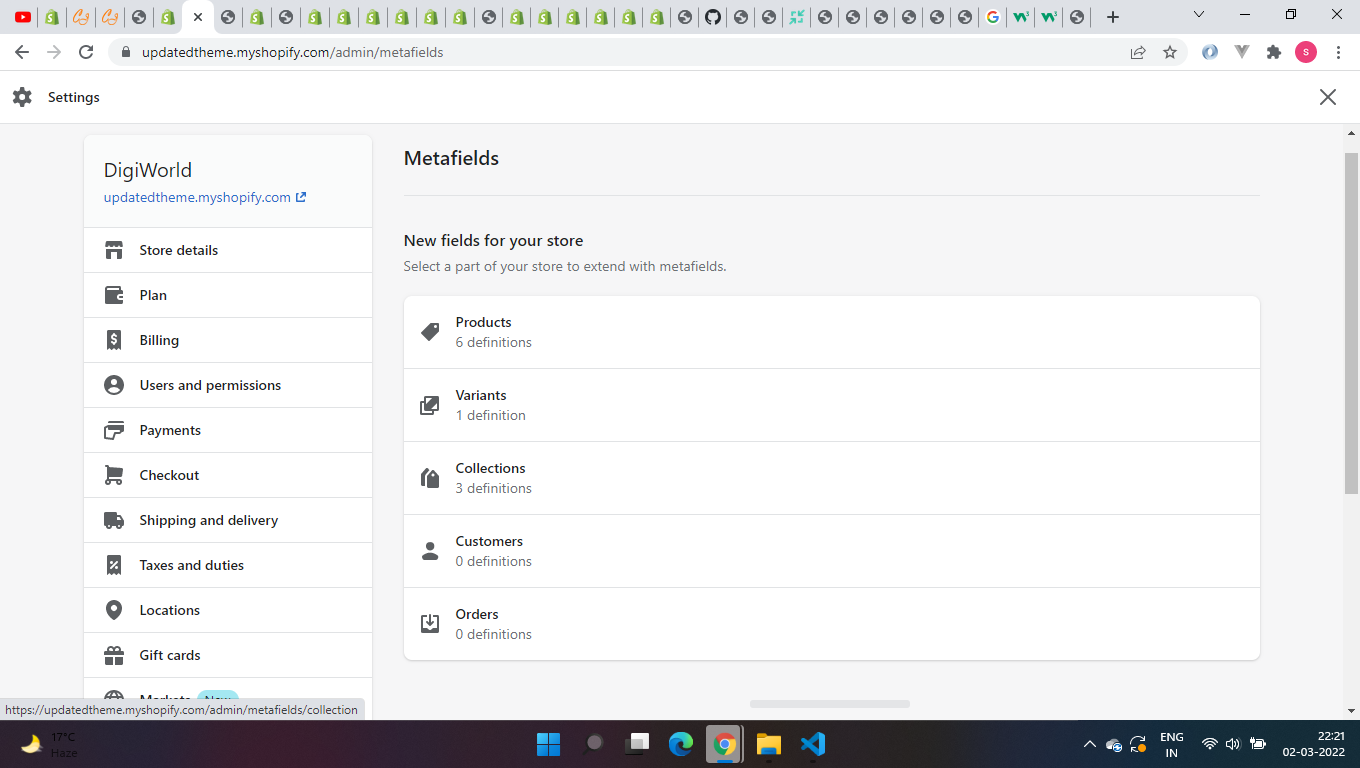 updatedtheme.myshopify.com/admin/metafields
S
Settings
DigiWorld
updatedtheme.myshopify.com
Store details
Plan
Billing
Users and permissions
Payments
Checkout
Shipping and delivery
Taxes and duties
Locations
Gift cards
Markets New
https://updatedtheme.myshopify.com/admin/metafields/collection
Metafields
New fields for your store
Select a part of your store to extend with metafields.
Products
6 definitions
Variants
1 definition
Collections
3 definitions
Customers
0 definitions
Orders
0 definitions
17°C
Haze
ENG
IN
22:21
02-03-2022